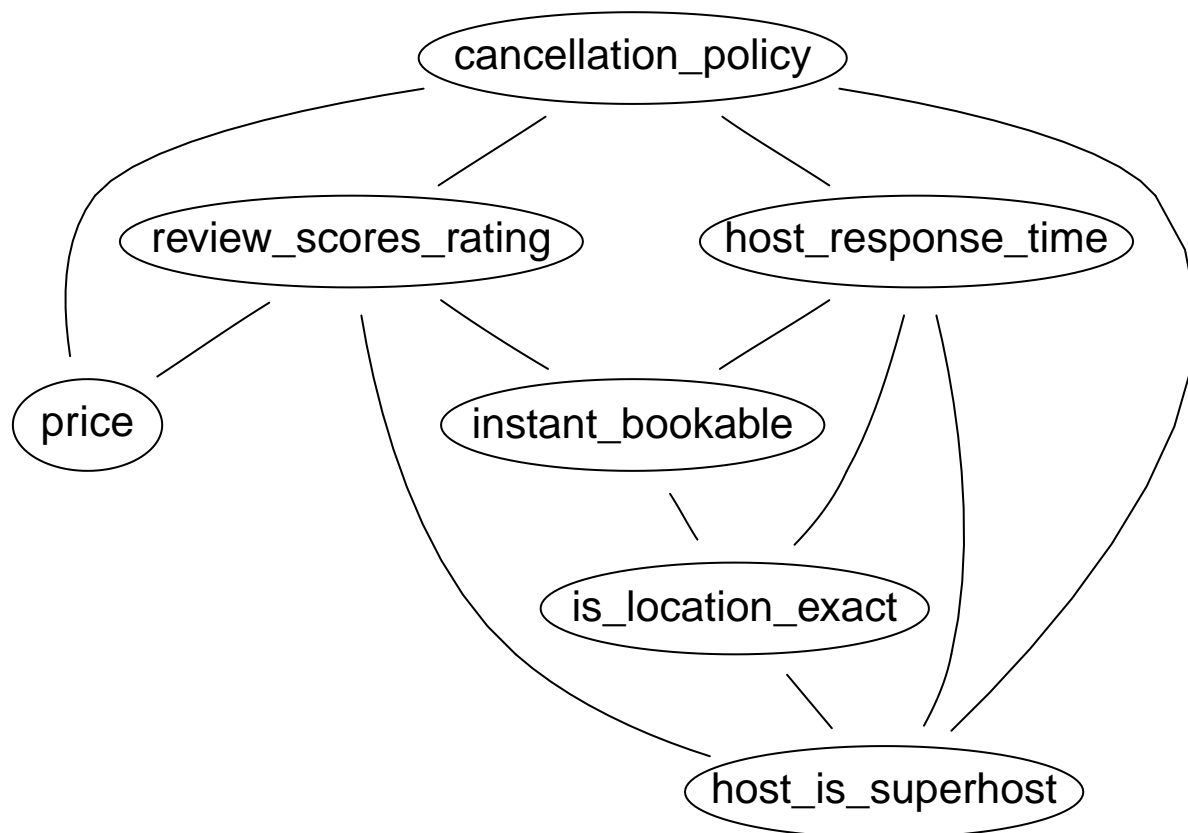 cancellation_policy
review_scores_rating
host_response_time
price
instant_bookable
is_location_exact
host_is_superhost